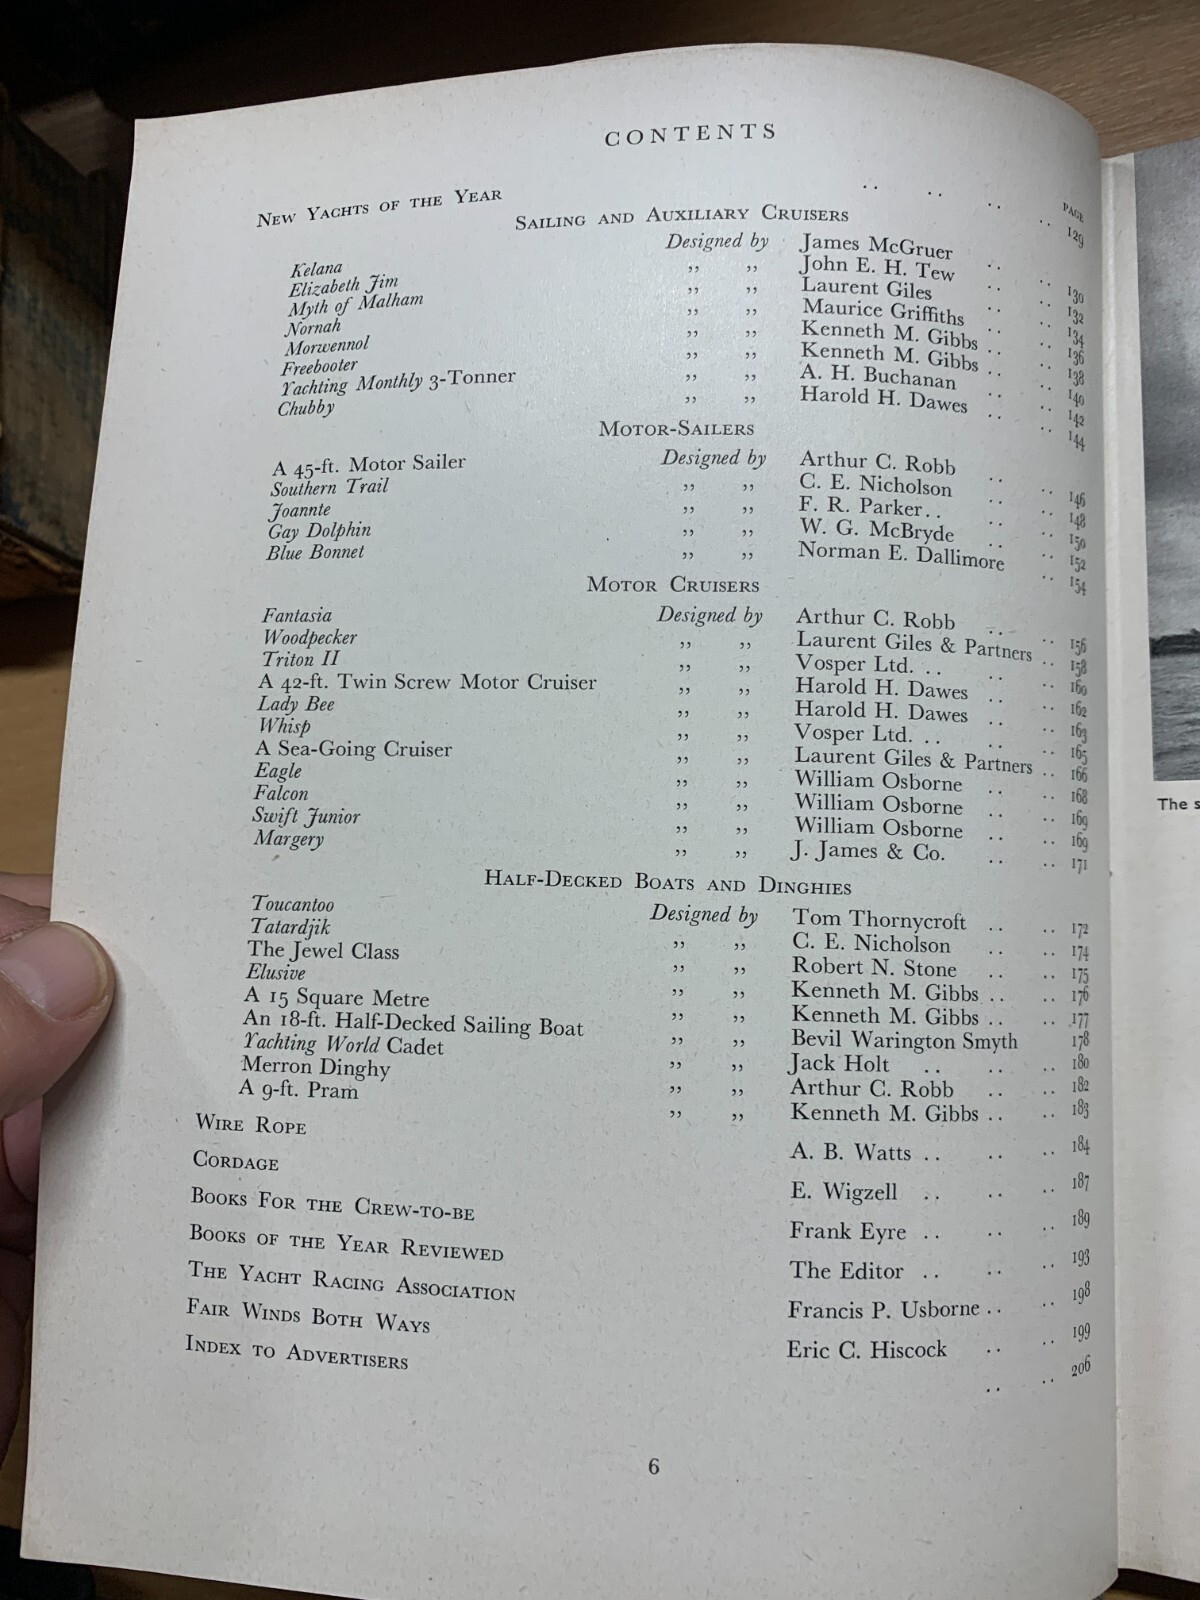 CONTENTS
PAGE
NEW YACHTS OF THE YEAR .. .. .. .. 129
SAILING AND AUXILIARY CRUISERS
Kelana Designed by James McGruer .. .. 130
Elizabeth Jim ,, ,, John E. H. Tew .. .. 132
Myth of Malham ,, ,, Laurent Giles .. .. 134
Nornah ,, ,, Maurice Griffiths .. .. 136
Morwennol ,, ,, Kenneth M. Gibbs .. .. 138
Freebooter ,, ,, Kenneth M. Gibbs .. .. 140
Yachting Monthly 3-Tonner ,, ,, A. H. Buchanan .. .. 142
Chubby ,, ,, Harold H. Dawes .. .. 144
MOTOR-SAILERS
A 45-ft. Motor Sailer Designed by Arthur C. Robb .. .. 146
Southern Trail ,, ,, C. E. Nicholson .. .. 148
Joannte ,, ,, F. R. Parker.. .. .. 150
Gay Dolphin ,, ,, W. G. McBryde .. .. 152
Blue Bonnet ,, ,, Norman E. Dallimore .. 154
MOTOR CRUISERS
Fantasia Designed by Arthur C. Robb .. .. 156
Woodpecker ,, ,, Laurent Giles & Partners .. 158
Triton II ,, ,, Vosper Ltd. .. .. .. 160
A 42-ft. Twin Screw Motor Cruiser ,, ,, Harold H. Dawes .. .. 162
Lady Bee ,, ,, Harold H. Dawes .. .. 163
Whisp ,, ,, Vosper Ltd. .. .. .. 165
A Sea-Going Cruiser ,, ,, Laurent Giles & Partners .. 166
Eagle ,, ,, William Osborne .. .. 168
Falcon ,, ,, William Osborne .. .. 169
Swift Junior ,, ,, William Osborne .. .. 169
Margery ,, ,, J. James & Co. .. .. 171
HALF-DECKED BOATS AND DINGHIES
Toucantoo Designed by Tom Thornycroft .. .. 172
Tatardjik ,, ,, C. E. Nicholson .. .. 174
The Jewel Class ,, ,, Robert N. Stone .. .. 175
Elusive ,, ,, Kenneth M. Gibbs .. .. 176
A 15 Square Metre ,, ,, Kenneth M. Gibbs .. .. 177
An 18-ft. Half-Decked Sailing Boat ,, ,, Bevil Warington Smyth 178
Yachting World Cadet ,, ,, Jack Holt .. .. .. 180
Merron Dinghy ,, ,, Arthur C. Robb .. .. 182
A 9-ft. Pram ,, ,, Kenneth M. Gibbs .. .. 183
WIRE ROPE A. B. Watts .. .. .. 184
CORDAGE E. Wigzell .. .. .. 187
BOOKS FOR THE CREW-TO-BE Frank Eyre .. .. .. 189
BOOKS OF THE YEAR REVIEWED The Editor .. .. .. 193
THE YACHT RACING ASSOCIATION Francis P. Usborne .. .. 198
FAIR WINDS BOTH WAYS Eric C. Hiscock .. .. 199
INDEX TO ADVERTISERS .. .. 206
6
The s